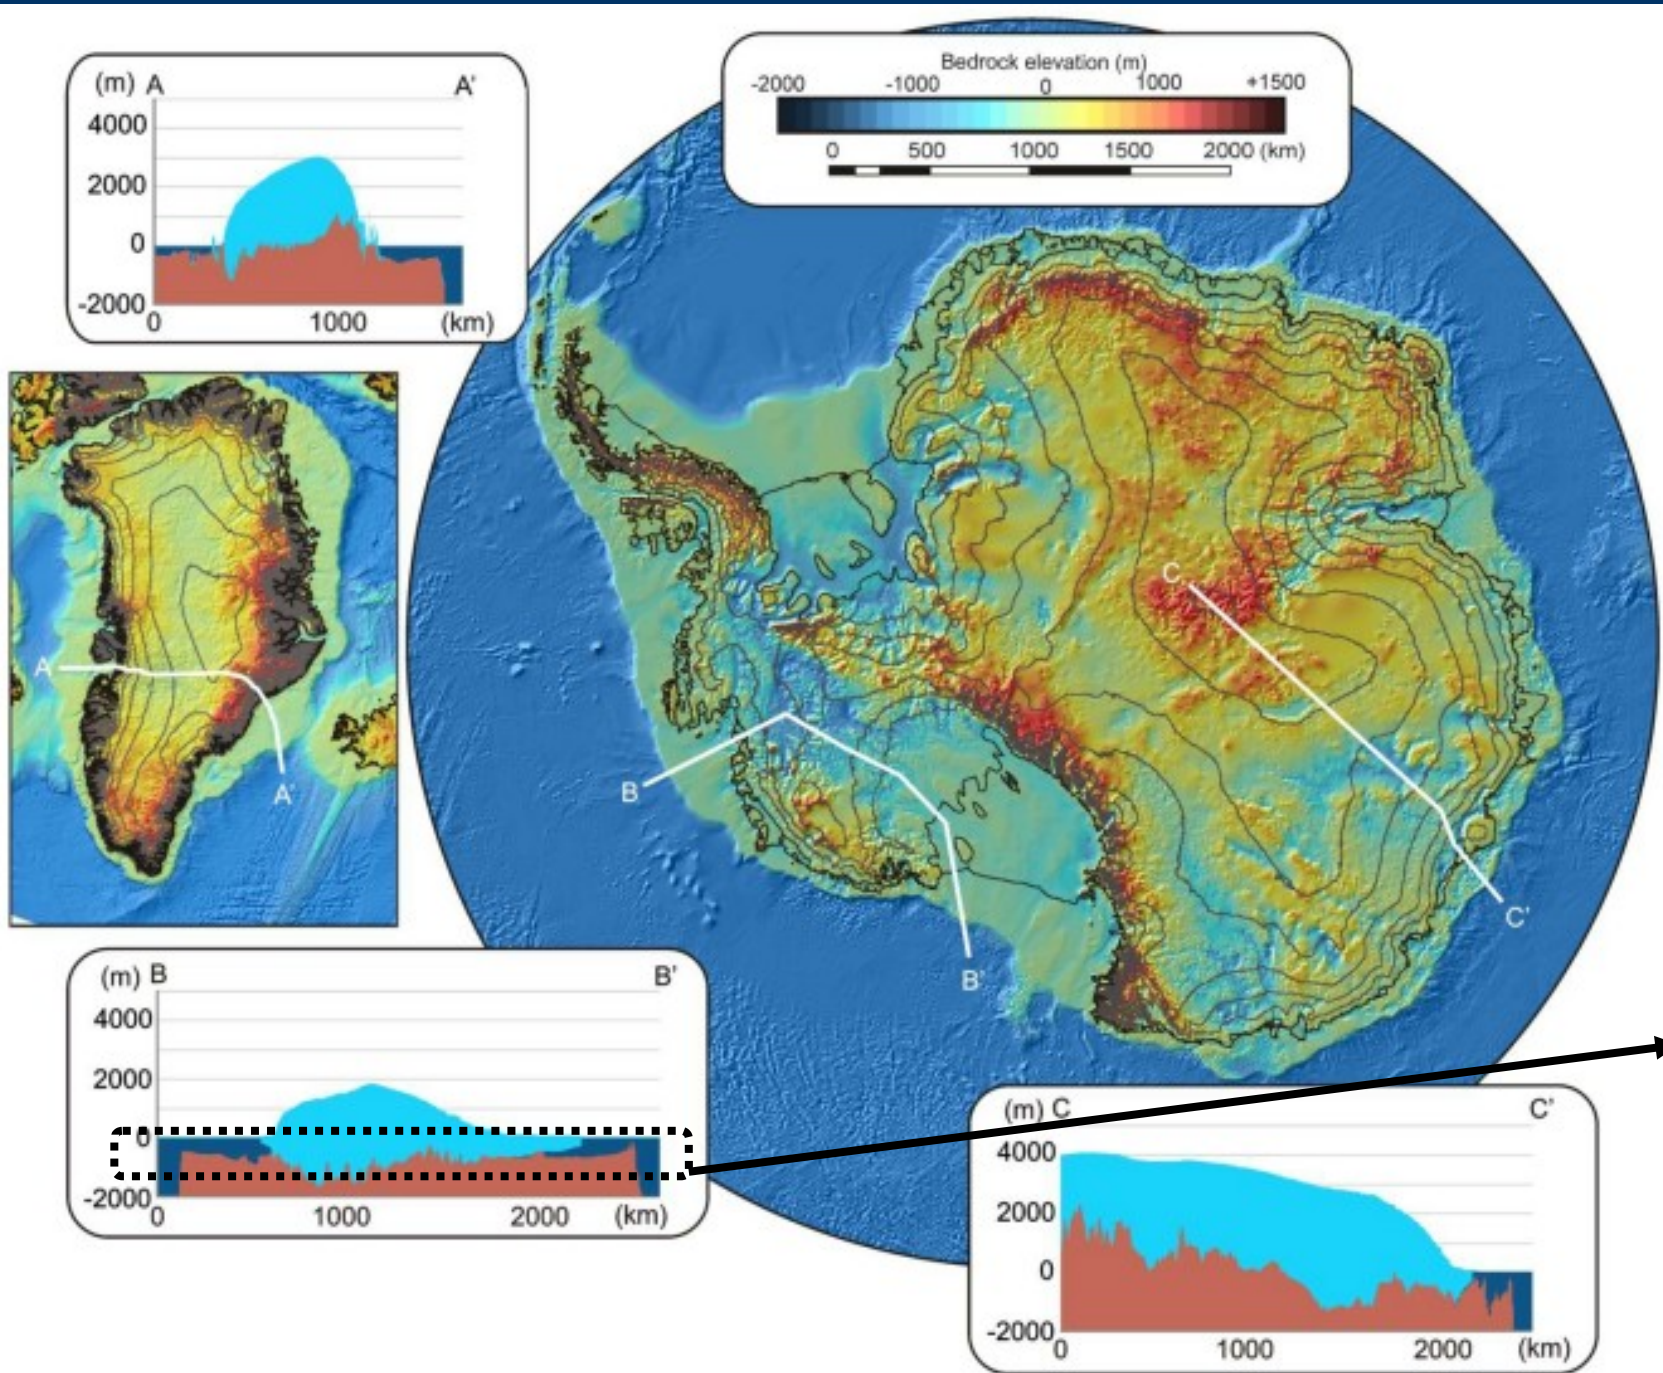 (m) A A'
4000
2000
0
-2000
0 1000 (km)
Bedrock elevation (m)
-2000 -1000 0 1000 +1500
0 500 1000 1500 2000 (km)
A
A'
C
B
C'
B'
(m) B B'
4000
2000
0
-2000
0 1000 2000 (km)
(m) C C'
4000
2000
0
-2000
0 1000 2000 (km)